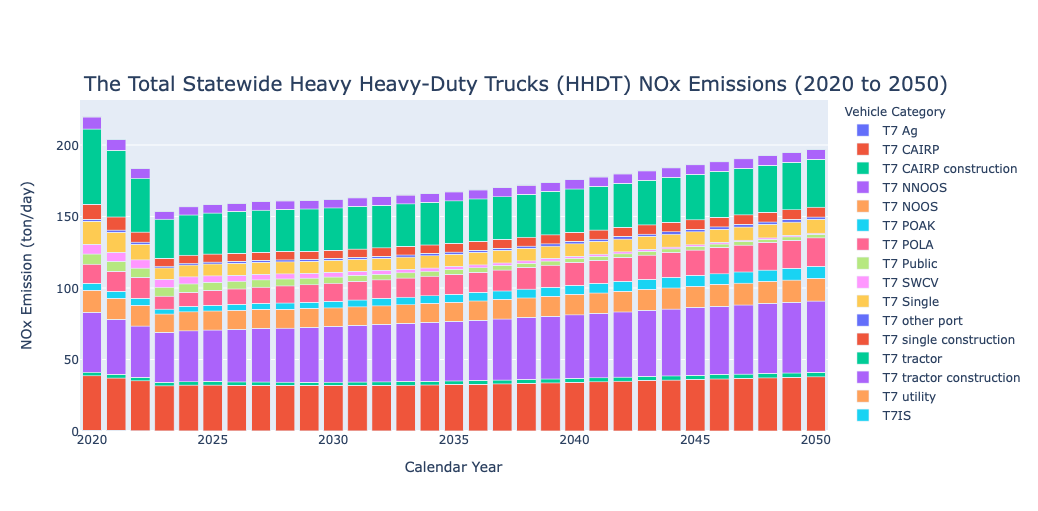 The Total Statewide Heavy Heavy-Duty Trucks (HHDT) NOx Emissions (2020 to 2050)
Vehicle Category
T7 Ag
T7 CAIRP
T7 CAIRP construction
T7 NNOOS
T7 NOOS
T7 POAK
T7 POLA
T7 Public
T7 SWCV
T7 Single
T7 other port
T7 single construction
T7 tractor
T7 tractor construction
T7 utility
T7IS
NOx Emission (ton/day)
200
150
100
50
0
2020 2025 2030 2035 2040 2045 2050
Calendar Year